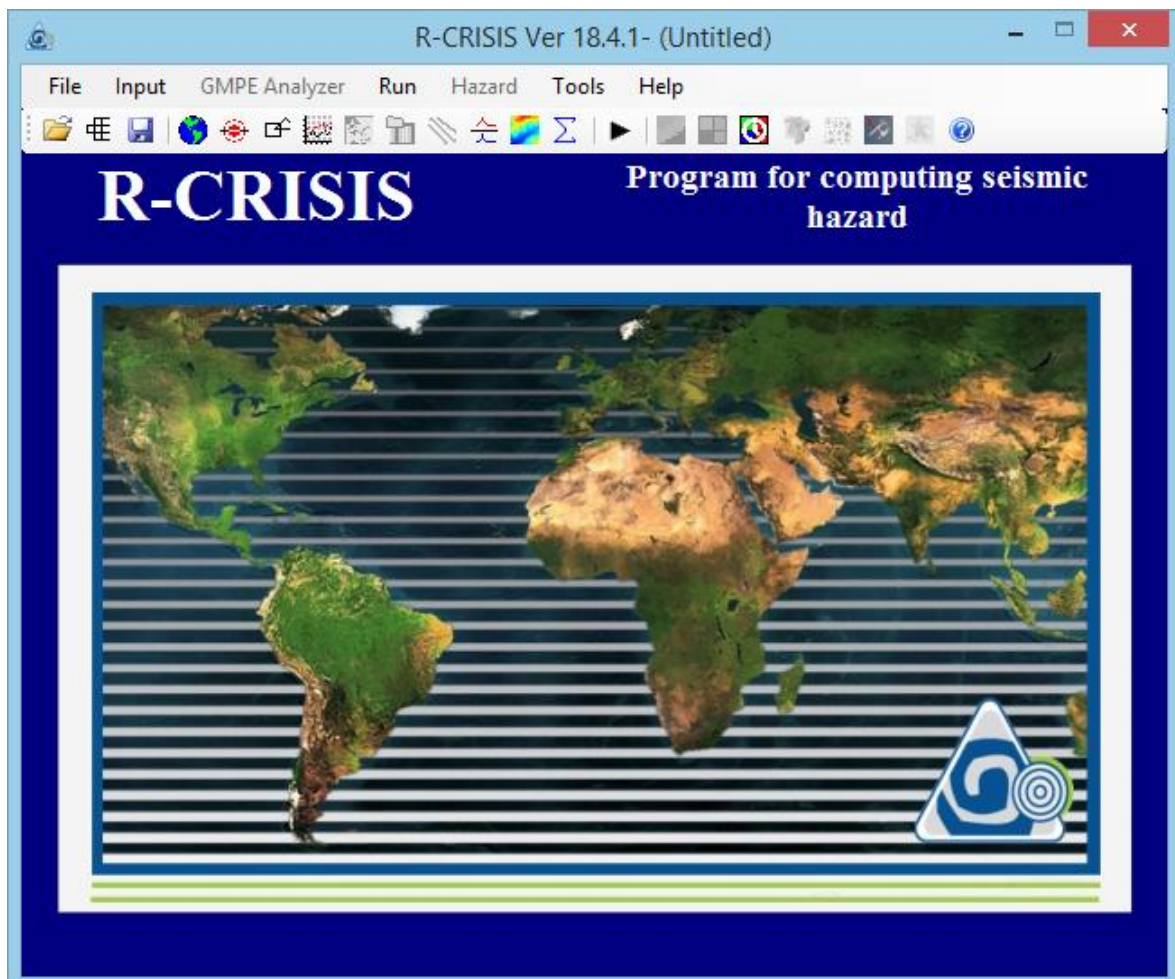 R-CRISIS Ver 18.4.1- (Untitled)
File Input GMPE Analyzer Run Hazard Tools Help
R-CRISIS
Program for computing seismic
hazard